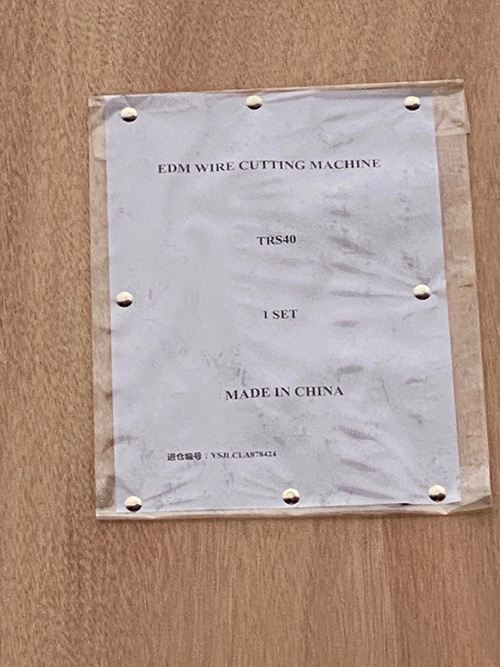 EDM WIRE CUTTING MACHINE
TRS40
1 SET
MADE IN CHINA
进仓编号：YSJLCLA878424